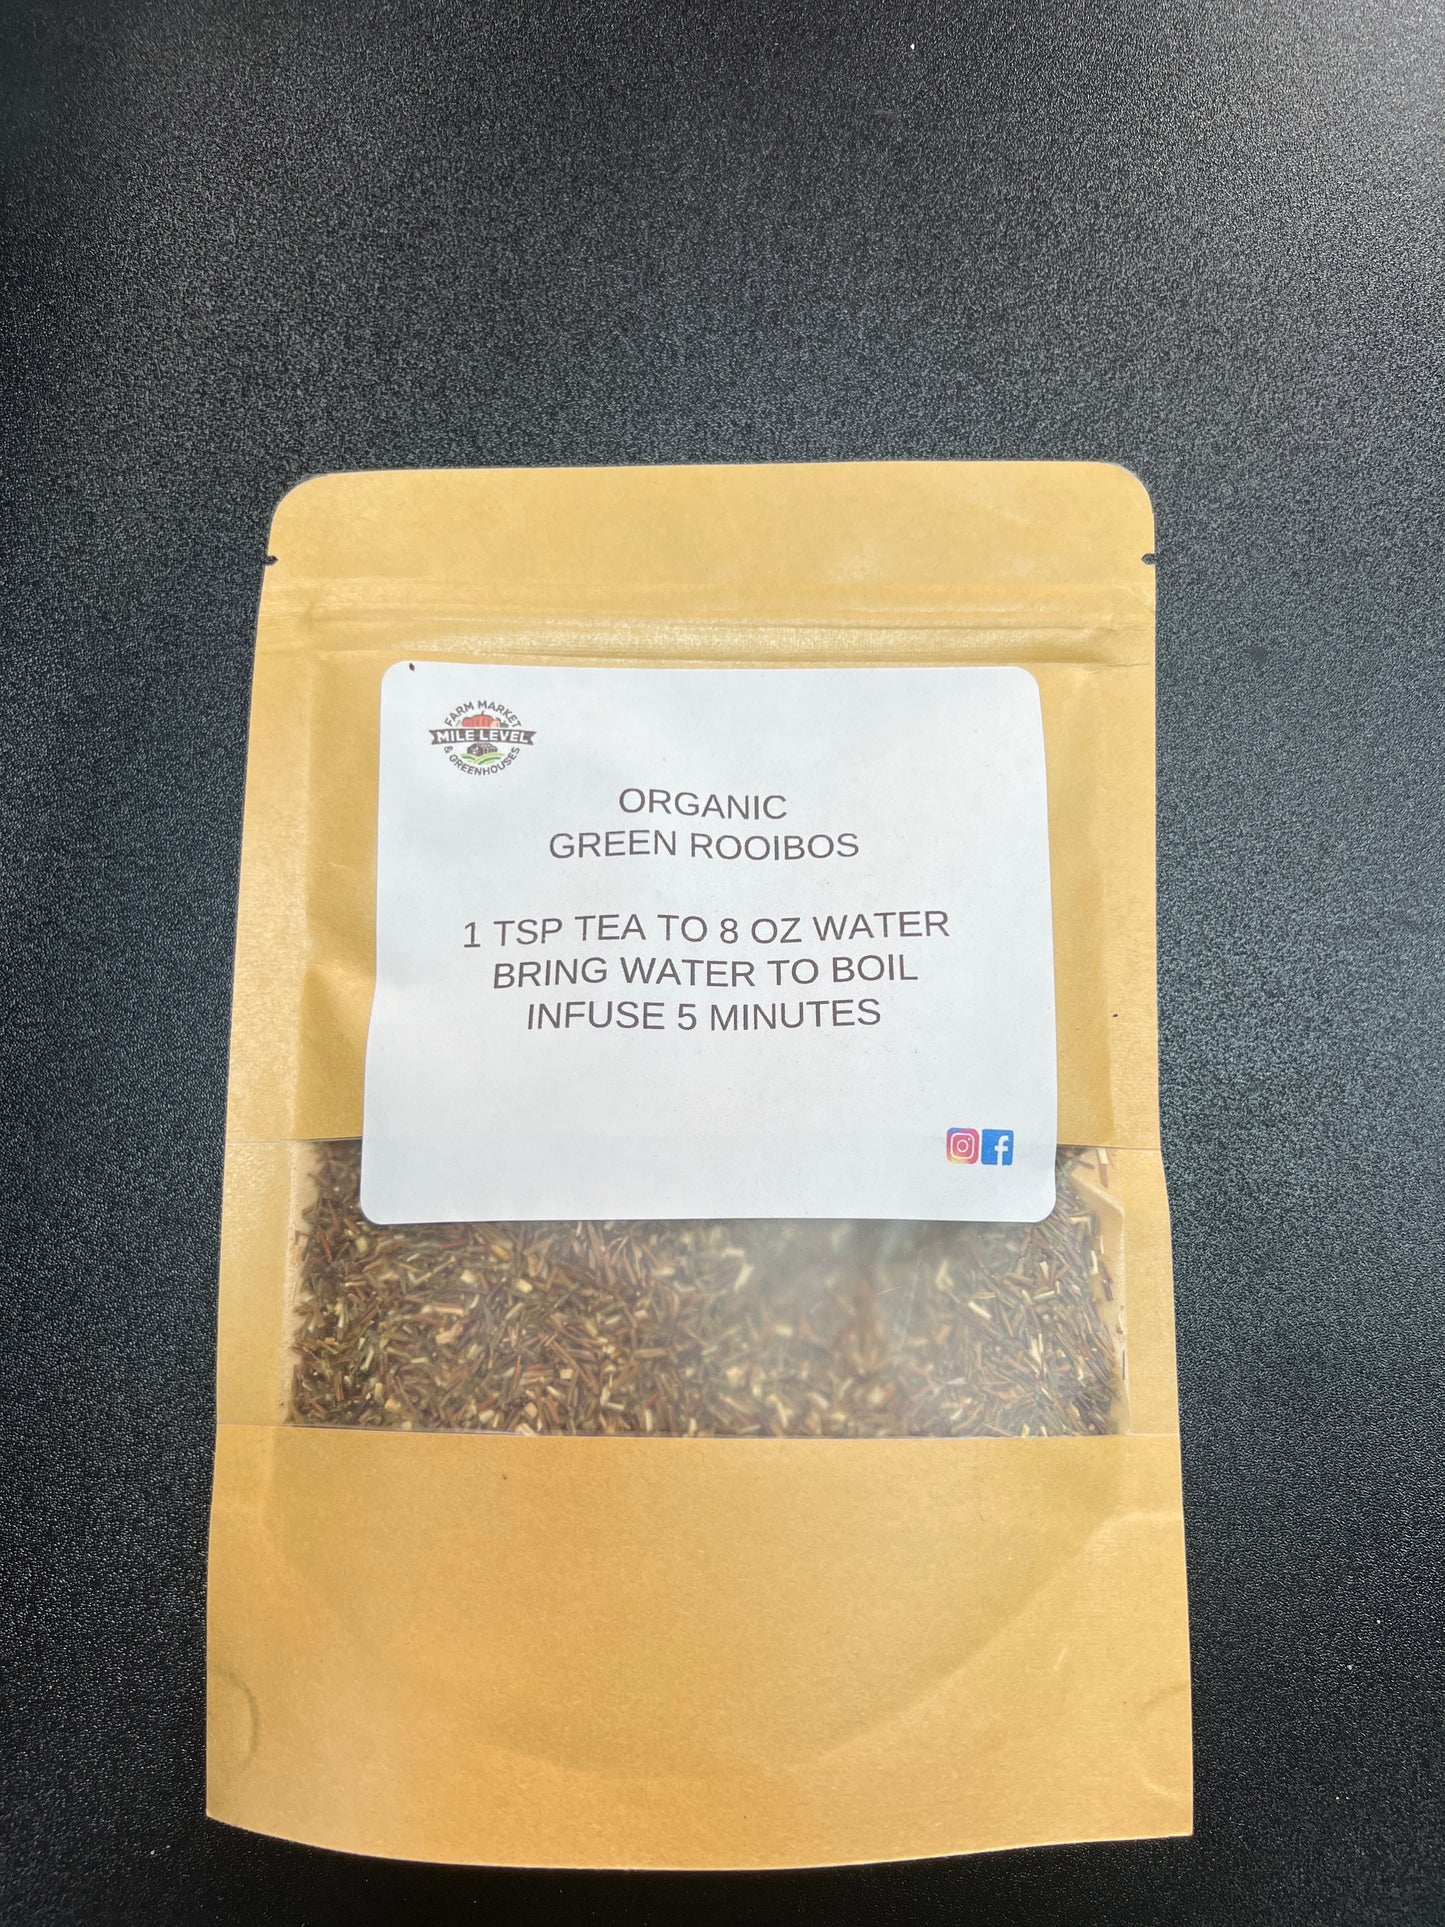 FARM MARKET
MILE LEVEL
& GREENHOUSES
ORGANIC
GREEN ROOIBOS
1 TSP TEA TO 8 OZ WATER
BRING WATER TO BOIL
INFUSE 5 MINUTES